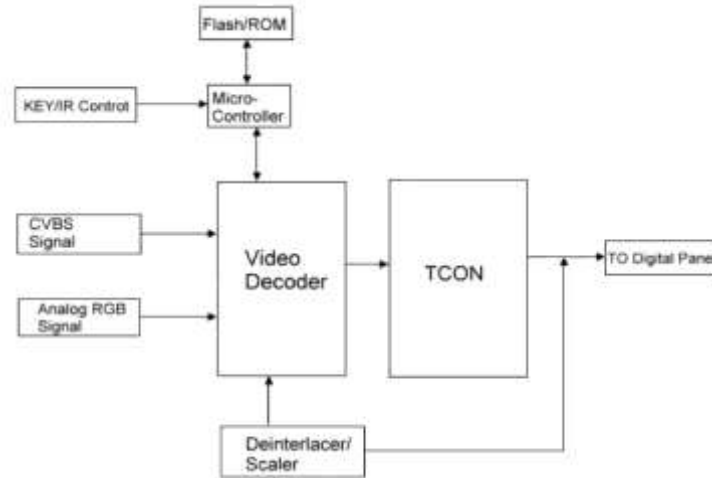 Flash/ROM
KEY/IR Control
Micro-
Controller
CVBS
Signal
Video
Decoder
TCON
TO Digital Pane
Analog RGB
Signal
Deinterlacer/
Scaler